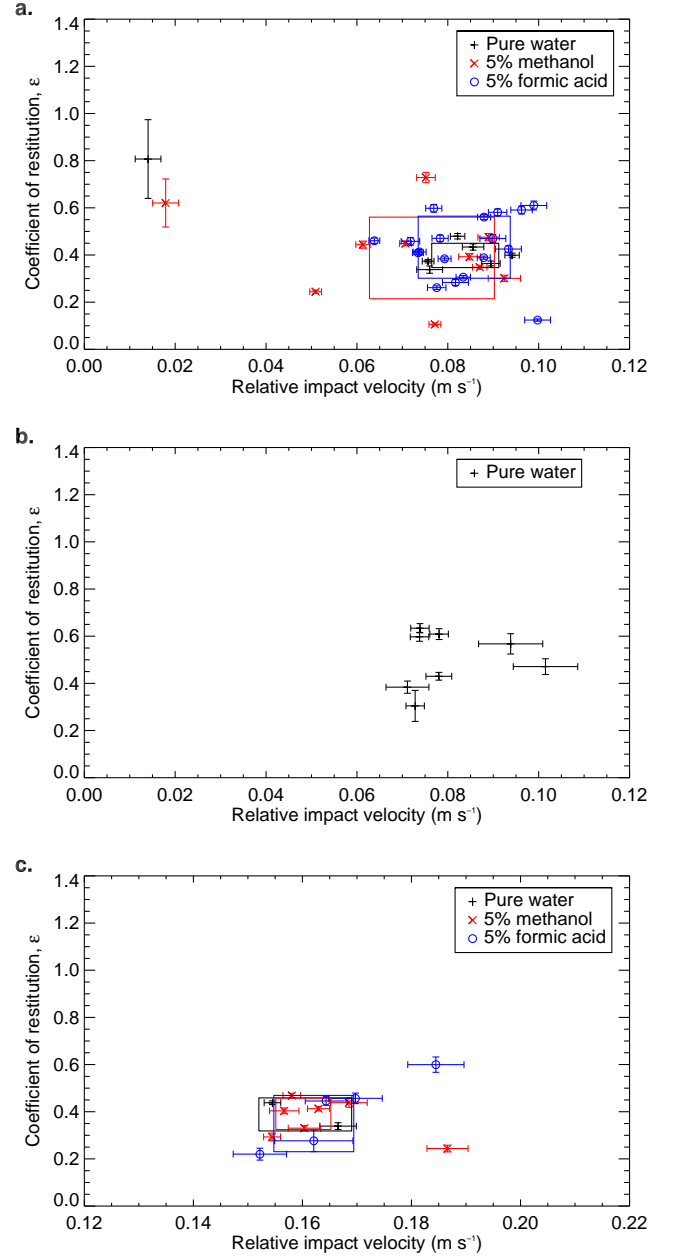 a.
1.4
1.2
1.0
0.8
0.6
0.4
0.2
0.0
Coefficient of restitution, ε
Pure water
5% methanol
5% formic acid
0.00 0.02 0.04 0.06 0.08 0.10 0.12
Relative impact velocity (m s⁻¹)
b.
1.4
1.2
1.0
0.8
0.6
0.4
0.2
0.0
Coefficient of restitution, ε
Pure water
0.00 0.02 0.04 0.06 0.08 0.10 0.12
Relative impact velocity (m s⁻¹)
c.
1.4
1.2
1.0
0.8
0.6
0.4
0.2
0.0
Coefficient of restitution, ε
Pure water
5% methanol
5% formic acid
0.12 0.14 0.16 0.18 0.20 0.22
Relative impact velocity (m s⁻¹)